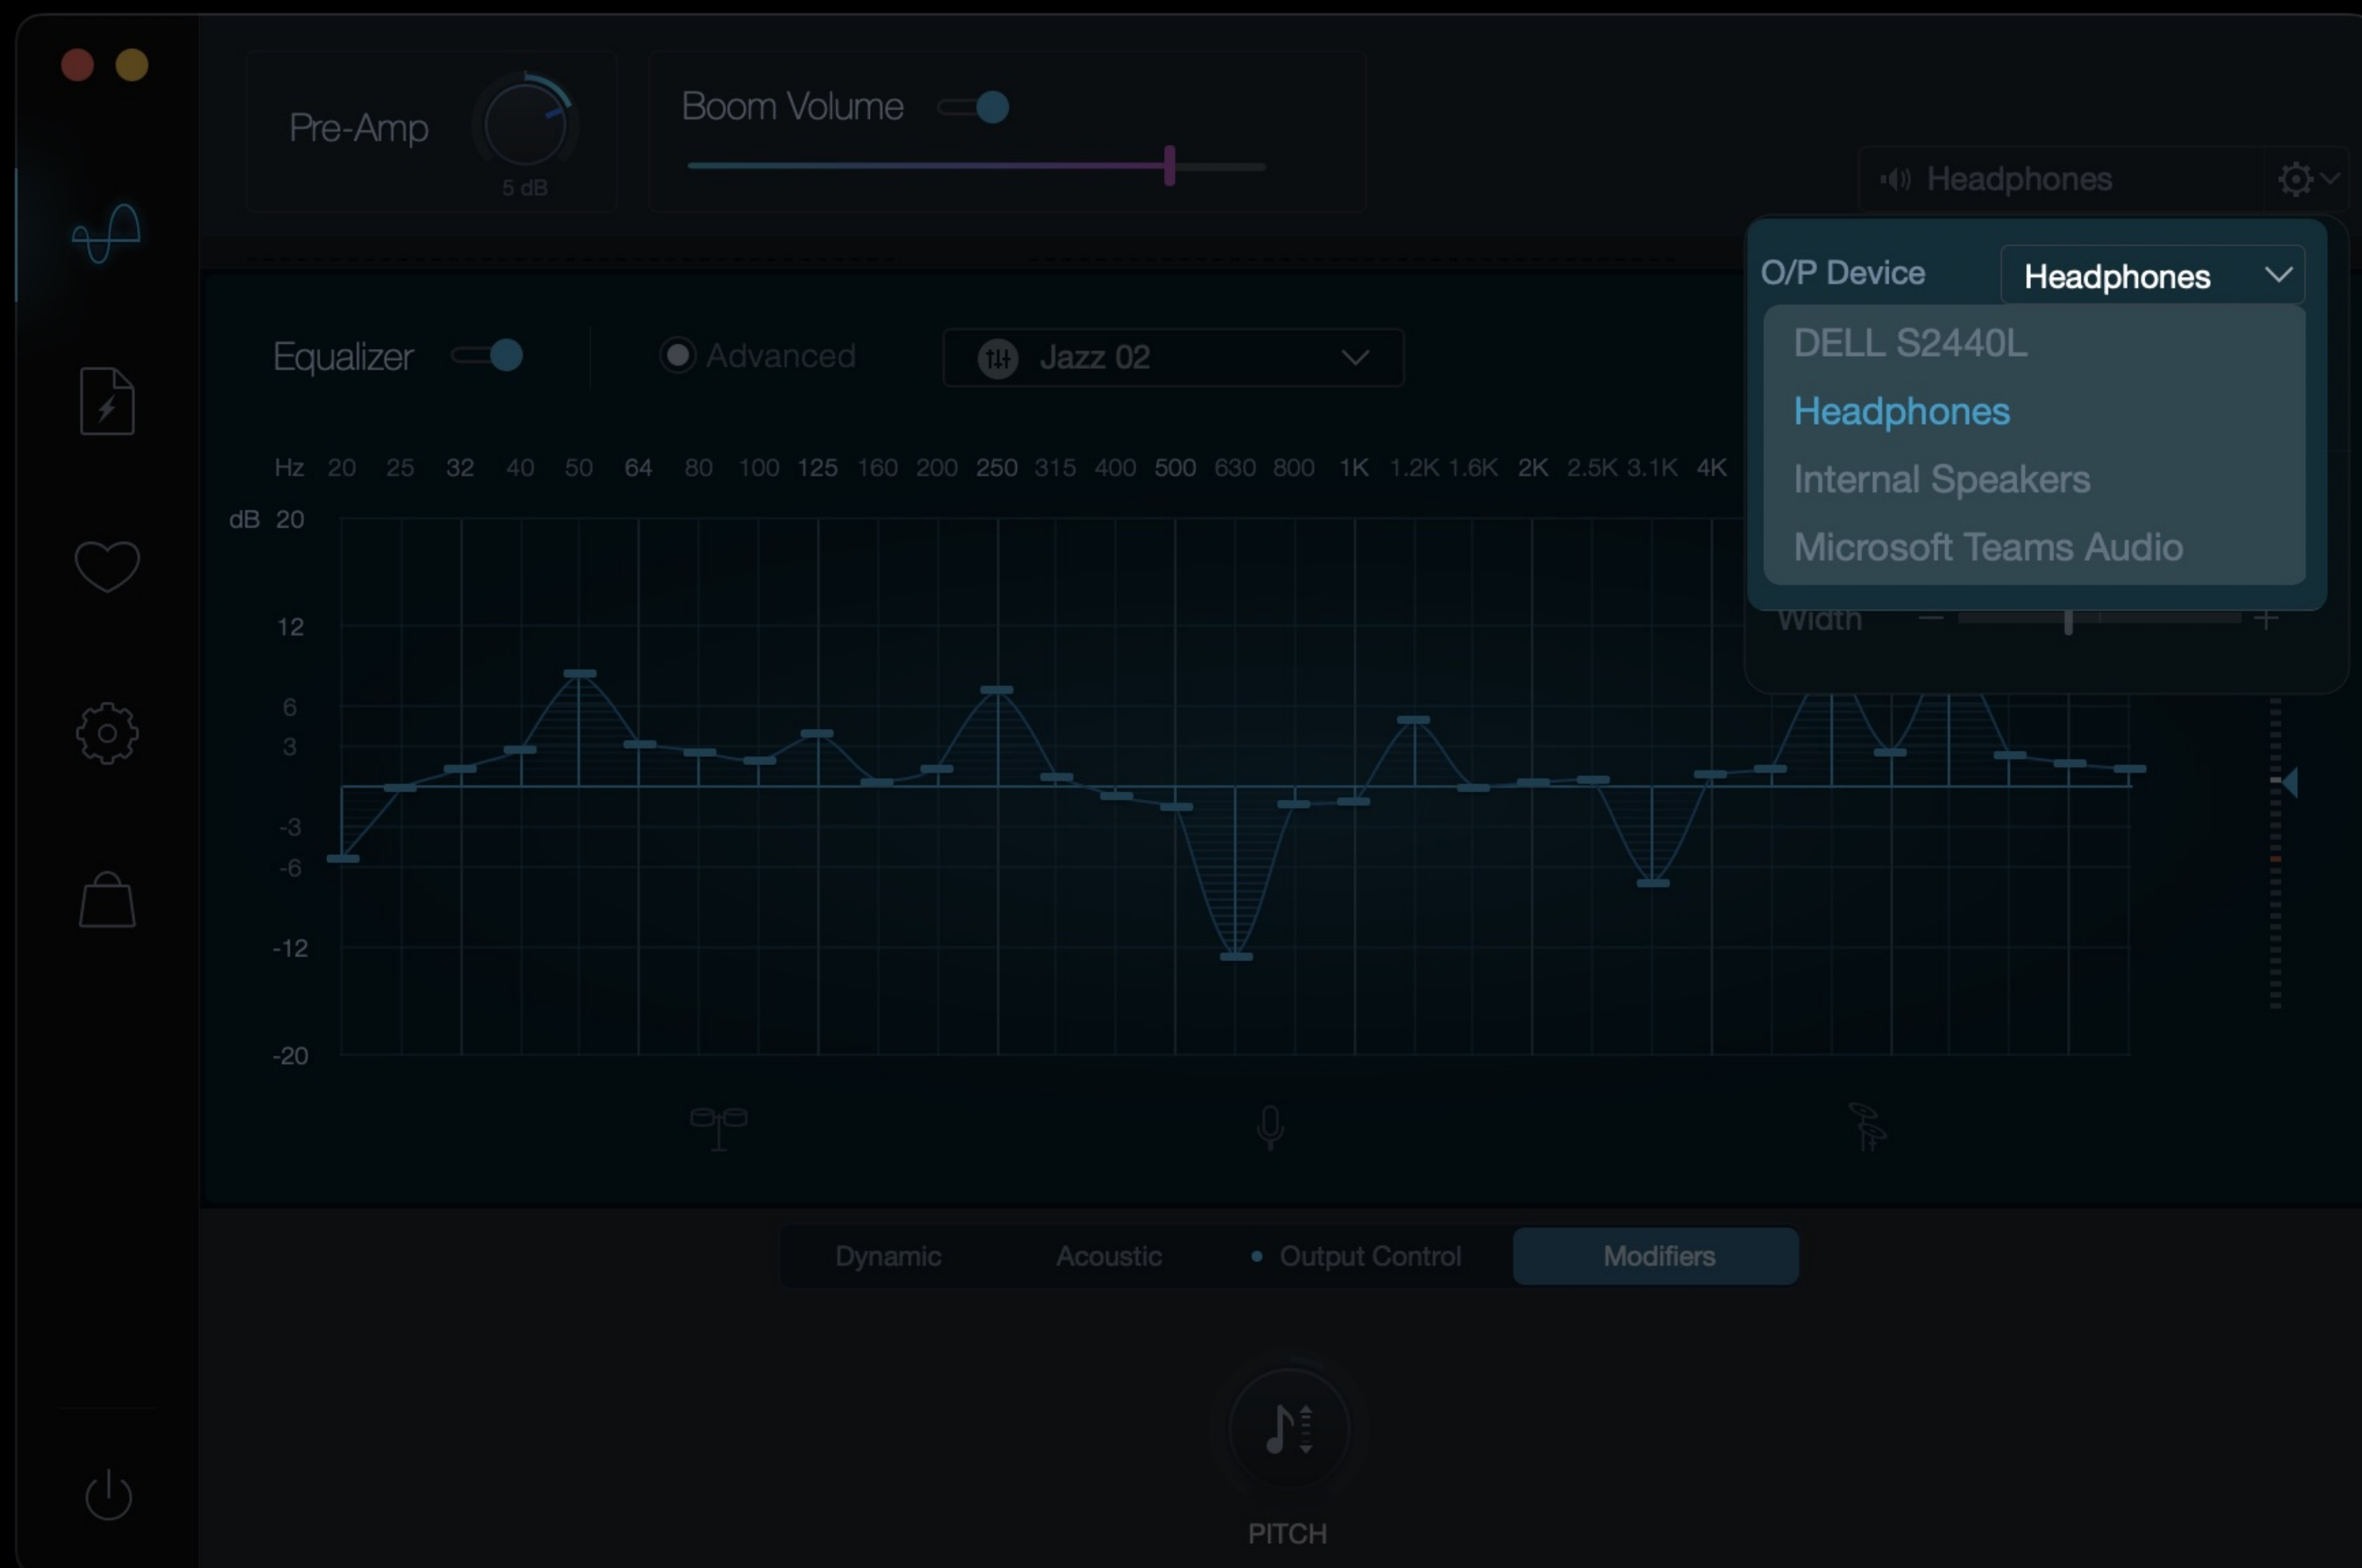 Pre-Amp
5 dB
Boom Volume
Headphones
O/P Device
Headphones
DELL S2440L
Headphones
Internal Speakers
Microsoft Teams Audio
Width
Equalizer
Advanced
Jazz 02
Hz 20 25 32 40 50 64 80 100 125 160 200 250 315 400 500 630 800 1K 1.2K 1.6K 2K 2.5K 3.1K 4K
dB 20
12
6
3
-3
-6
-12
-20
Dynamic Acoustic Output Control Modifiers
PITCH